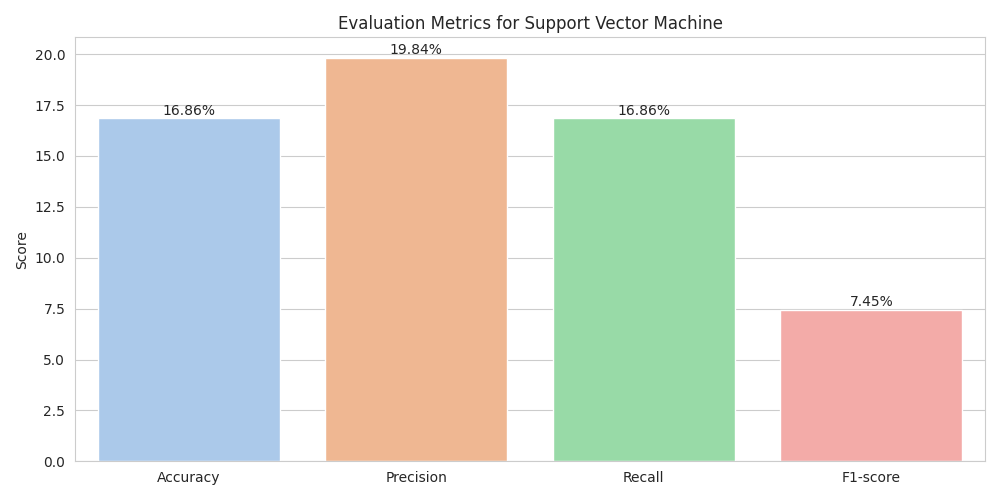 Evaluation Metrics for Support Vector Machine
20.0
17.5
15.0
12.5
10.0
7.5
5.0
2.5
0.0
Score
16.86%
19.84%
16.86%
7.45%
Accuracy
Precision
Recall
F1-score